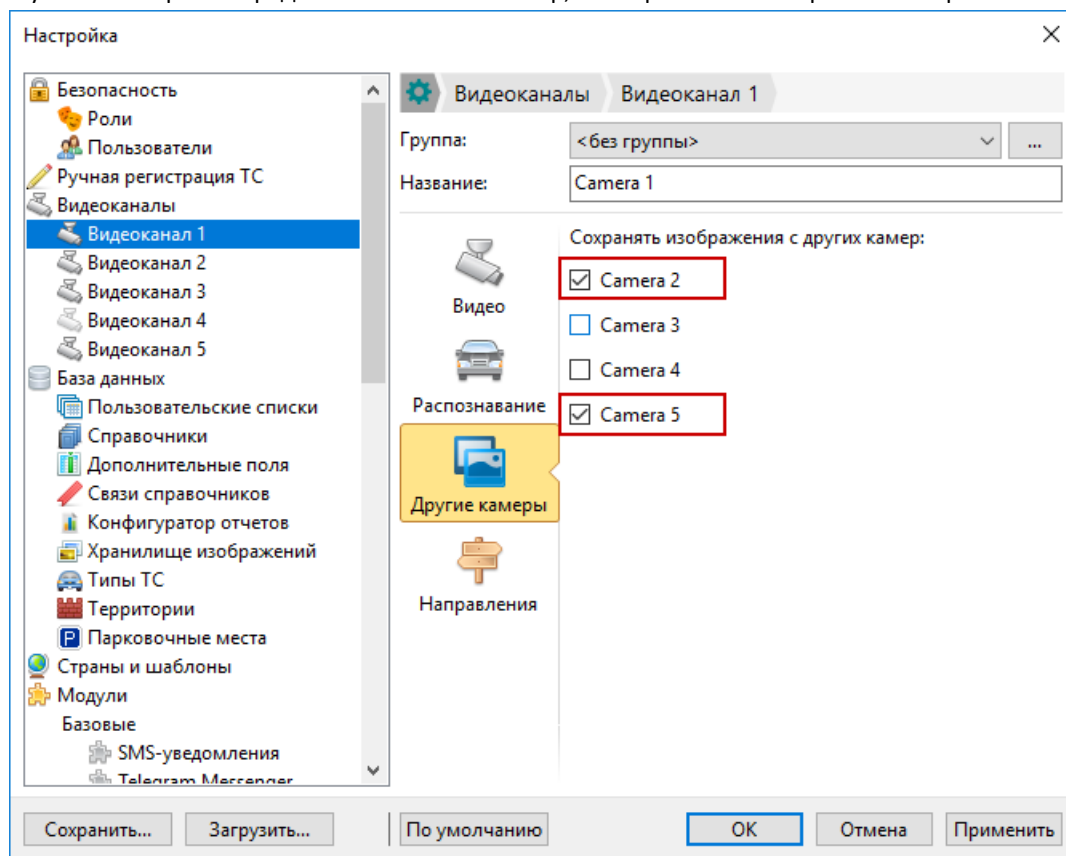 Настройка
Безопасность
Роли
Пользователи
Ручная регистрация ТС
Видеоканалы
Видеоканал 1
Видеоканал 2
Видеоканал 3
Видеоканал 4
Видеоканал 5
База данных
Пользовательские списки
Справочники
Дополнительные поля
Связи справочников
Конфигуратор отчетов
Хранилище изображений
Типы ТС
Территории
Парковочные места
Страны и шаблоны
Модули
Базовые
SMS-уведомления
Telegram Messenger
Видеоканалы Видеоканал 1
Группа: <без группы> ...
Название: Camera 1
Видео
Распознавание
Другие камеры
Направления
Сохранять изображения с других камер:
Camera 2
Camera 3
Camera 4
Camera 5
Сохранить... Загрузить... По умолчанию OK Отмена Применить